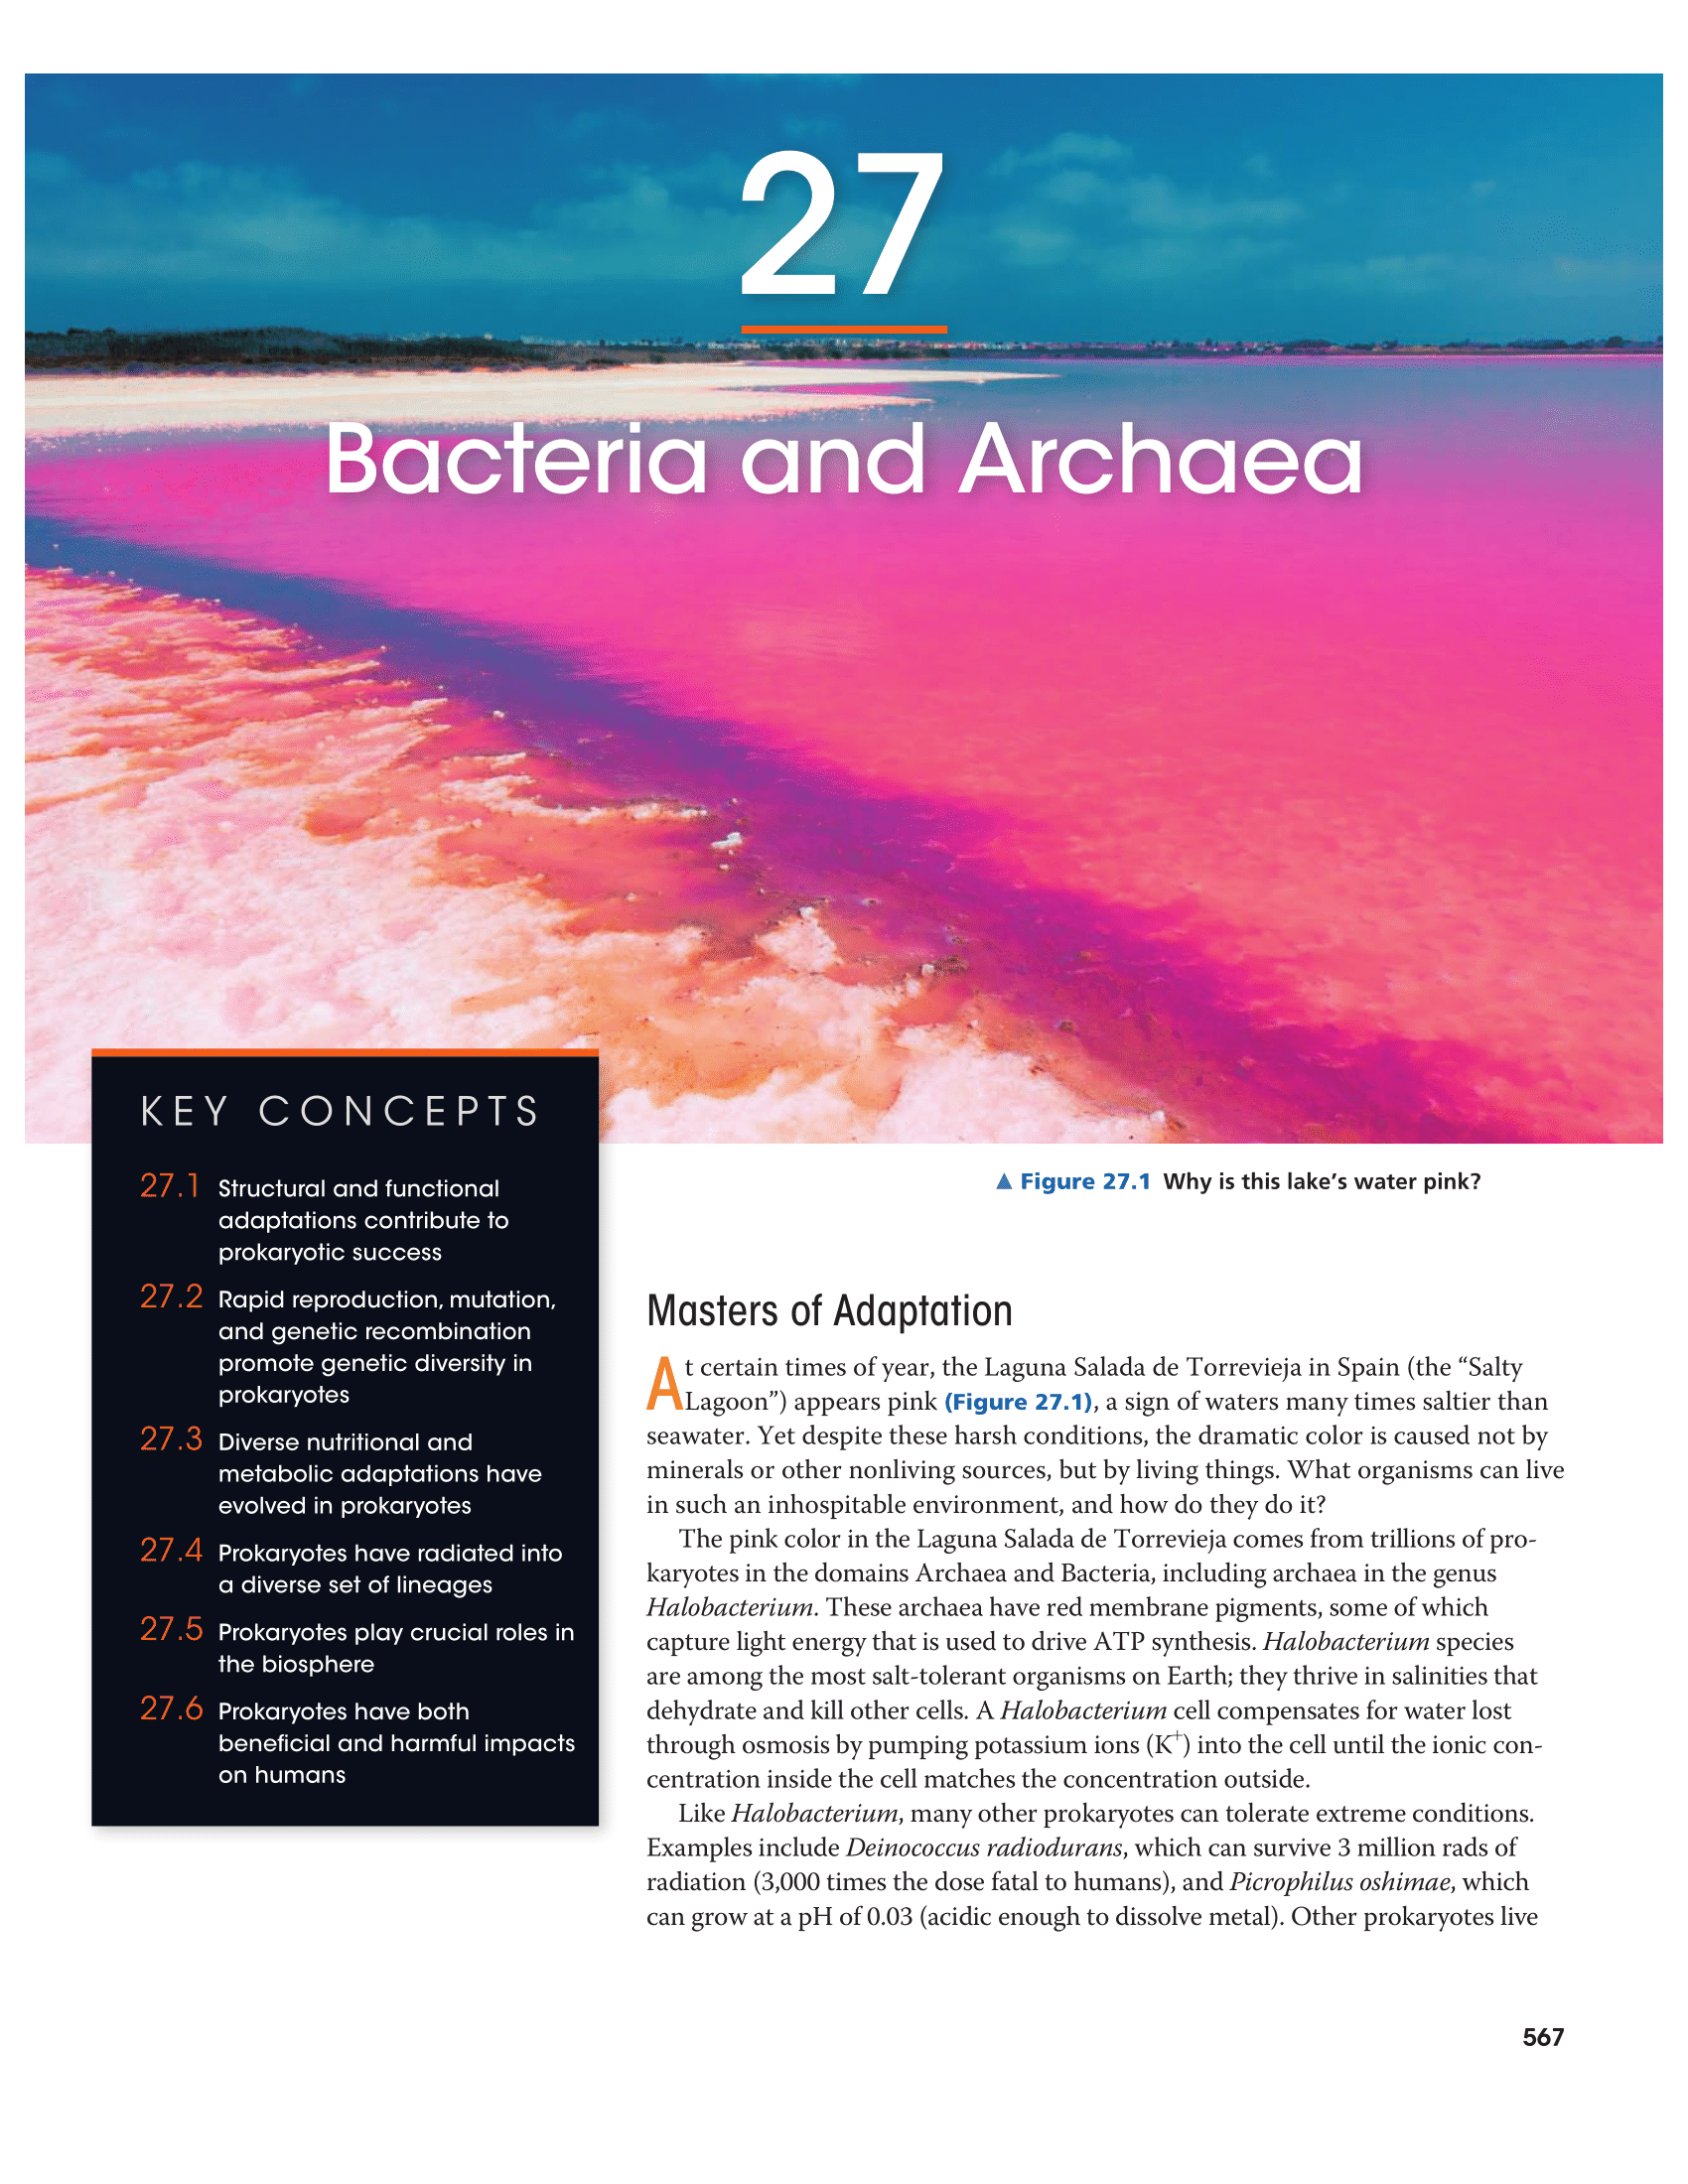 27
Bacteria and Archaea
KEY CONCEPTS
27.1 Structural and functional
adaptations contribute to
prokaryotic success
27.2 Rapid reproduction, mutation,
and genetic recombination
promote genetic diversity in
prokaryotes
27.3 Diverse nutritional and
metabolic adaptations have
evolved in prokaryotes
27.4 Prokaryotes have radiated into
a diverse set of lineages
27.5 Prokaryotes play crucial roles in
the biosphere
27.6 Prokaryotes have both
beneficial and harmful impacts
on humans
▲ Figure 27.1 Why is this lake’s water pink?
Masters of Adaptation
At certain times of year, the Laguna Salada de Torrevieja in Spain (the “Salty
Lagoon”) appears pink (Figure 27.1), a sign of waters many times saltier than
seawater. Yet despite these harsh conditions, the dramatic color is caused not by
minerals or other nonliving sources, but by living things. What organisms can live
in such an inhospitable environment, and how do they do it?
The pink color in the Laguna Salada de Torrevieja comes from trillions of pro-
karyotes in the domains Archaea and Bacteria, including archaea in the genus
Halobacterium. These archaea have red membrane pigments, some of which
capture light energy that is used to drive ATP synthesis. Halobacterium species
are among the most salt-tolerant organisms on Earth; they thrive in salinities that
dehydrate and kill other cells. A Halobacterium cell compensates for water lost
through osmosis by pumping potassium ions (K⁺) into the cell until the ionic con-
centration inside the cell matches the concentration outside.
Like Halobacterium, many other prokaryotes can tolerate extreme conditions.
Examples include Deinococcus radiodurans, which can survive 3 million rads of
radiation (3,000 times the dose fatal to humans), and Picrophilus oshimae, which
can grow at a pH of 0.03 (acidic enough to dissolve metal). Other prokaryotes live
567